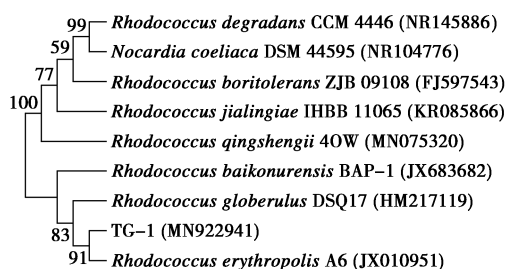 99 Rhodococcus degradans CCM 4446 (NR145886)
59 Nocardia coeliaca DSM 44595 (NR104776)
77 Rhodococcus boritolerans ZJB 09108 (FJ597543)
100 Rhodococcus jialingiae IHBB 11065 (KR085866)
Rhodococcus qingshengii 4OW (MN075320)
Rhodococcus baikonurensis BAP-1 (JX683682)
Rhodococcus globerulus DSQ17 (HM217119)
83 TG-1 (MN922941)
91 Rhodococcus erythropolis A6 (JX010951)